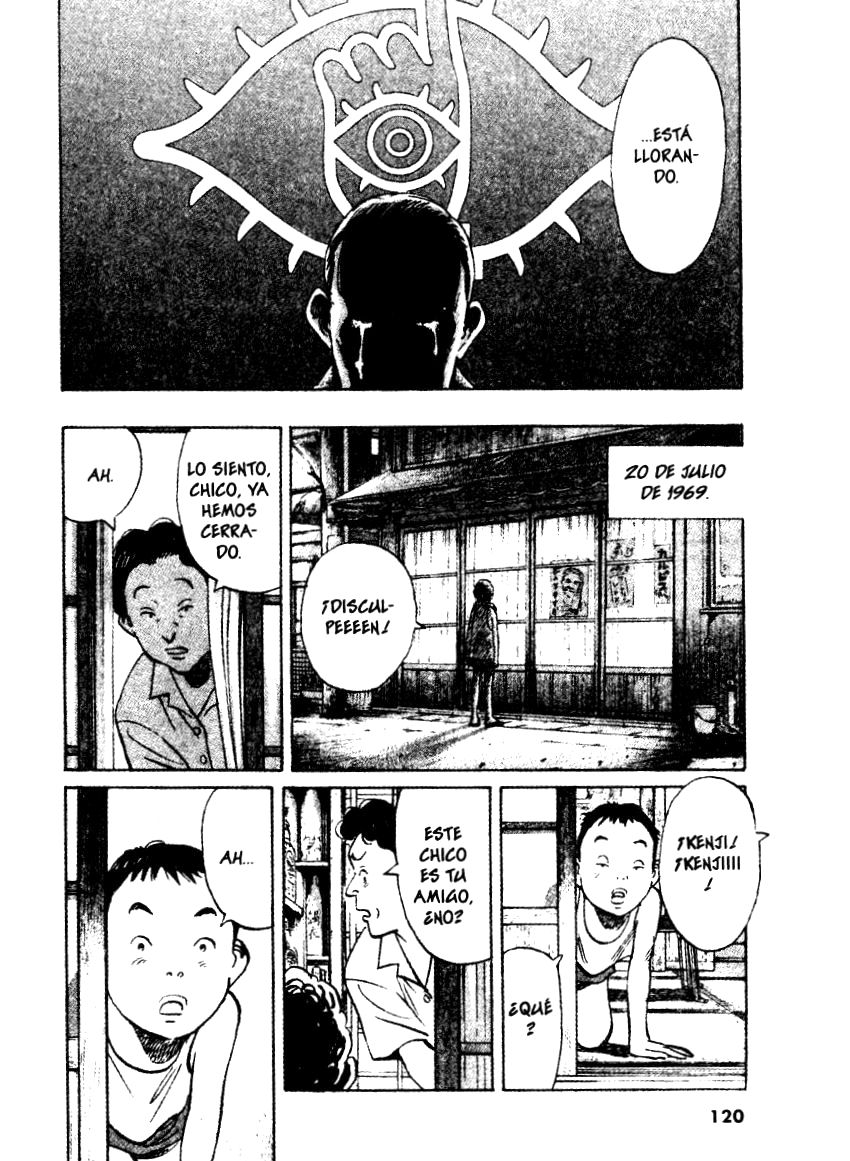 ...ESTÁ
LLORAN-
DO.
20 DE JULIO
DE 1969.
¡DISCUL-
PEEEEN!
LO SIENTO,
CHICO, YA
HEMOS
CERRA-
DO.
AH.
¡KENJI!
¡KENJIIII
!
¿QUÉ
?
ESTE
CHICO
ES TU
AMIGO,
¿NO?
AH...
120